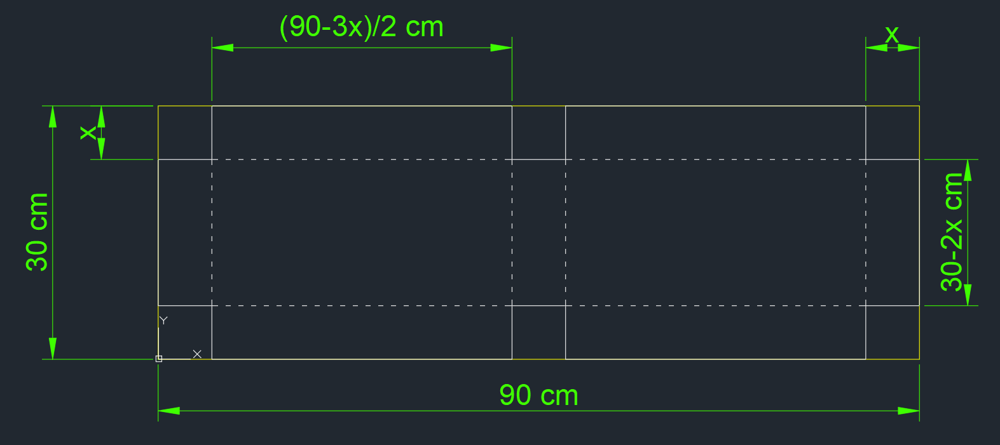 (90-3x)/2 cm
x
x
30 cm
30-2x cm
Y
X
90 cm